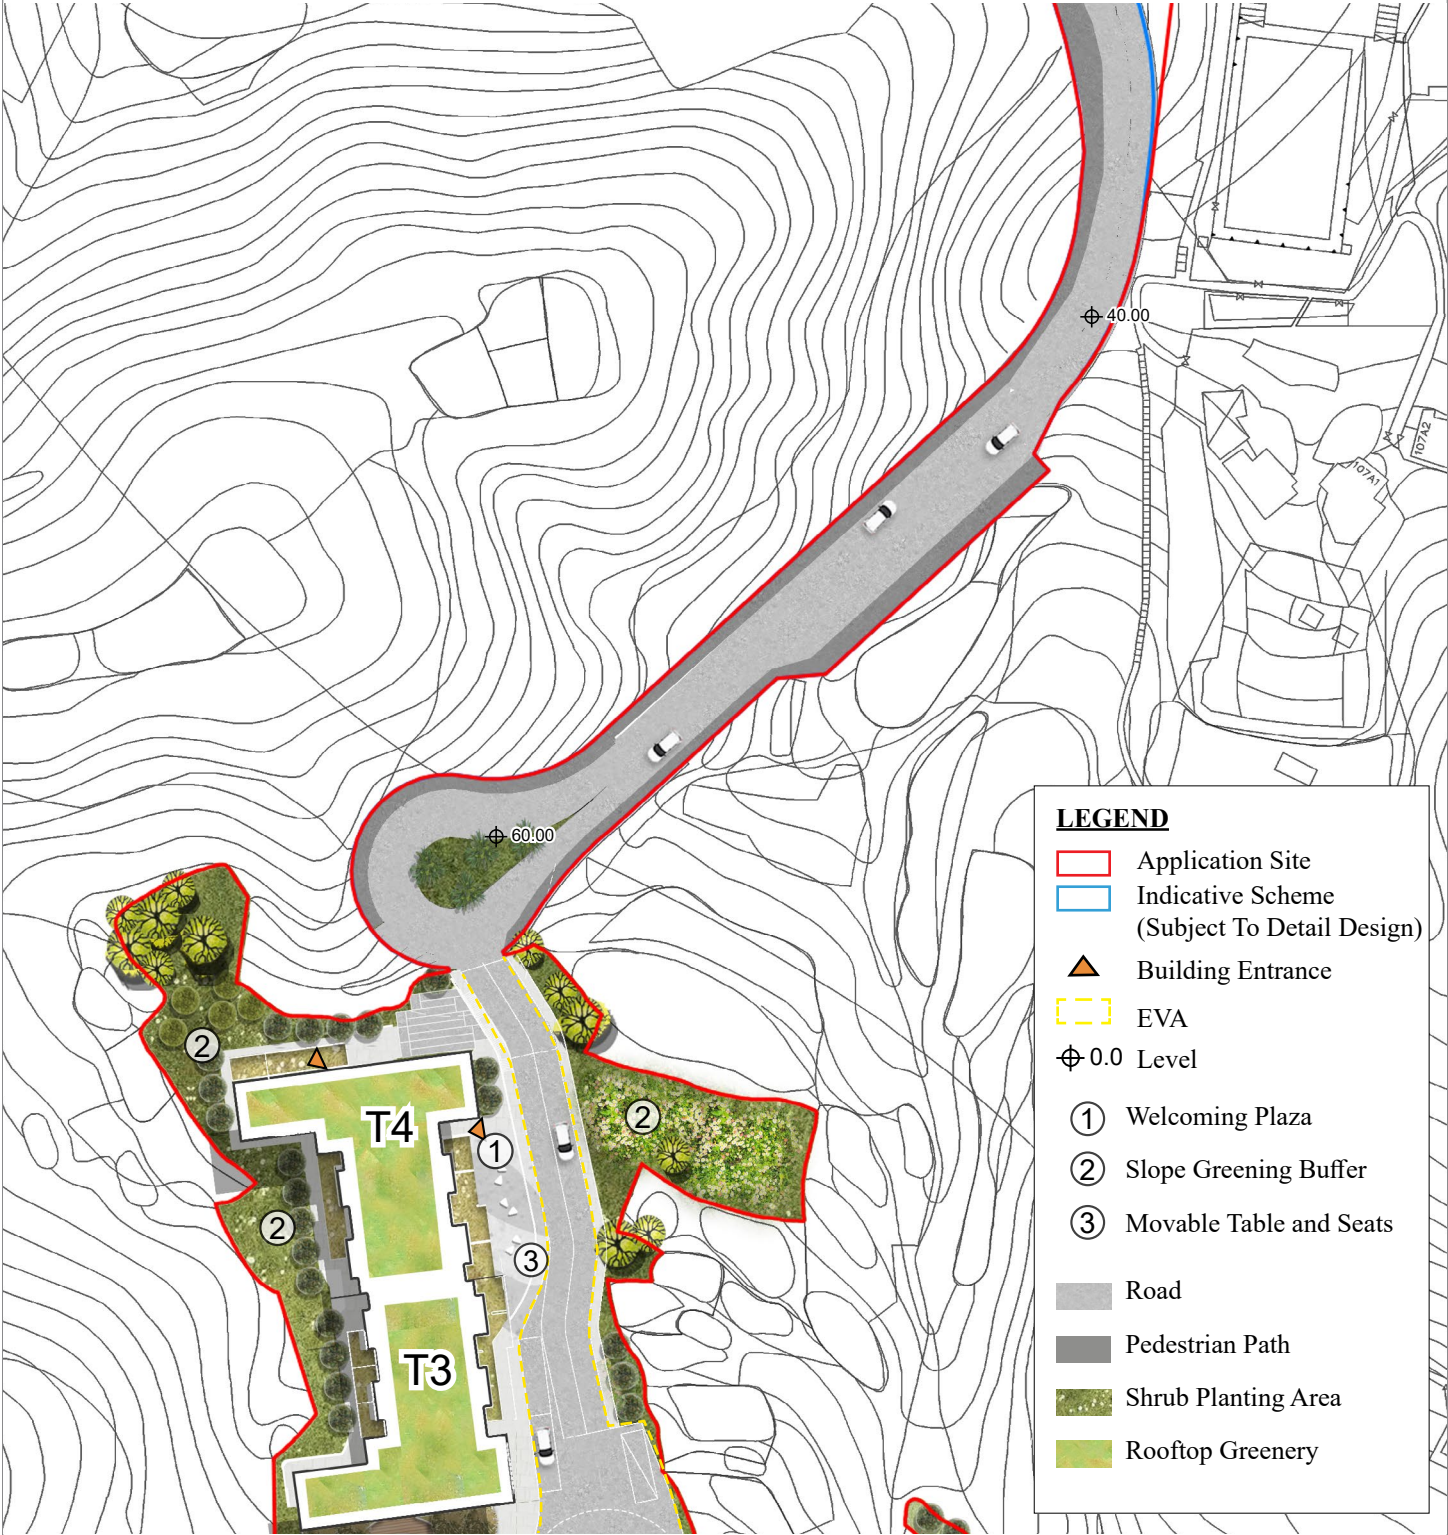 40.00
107A2
107A1
60.00
2
T4
1
2
2
3
T3
LEGEND
Application Site
Indicative Scheme
(Subject To Detail Design)
Building Entrance
EVA
0.0 Level
1 Welcoming Plaza
2 Slope Greening Buffer
3 Movable Table and Seats
Road
Pedestrian Path
Shrub Planting Area
Rooftop Greenery